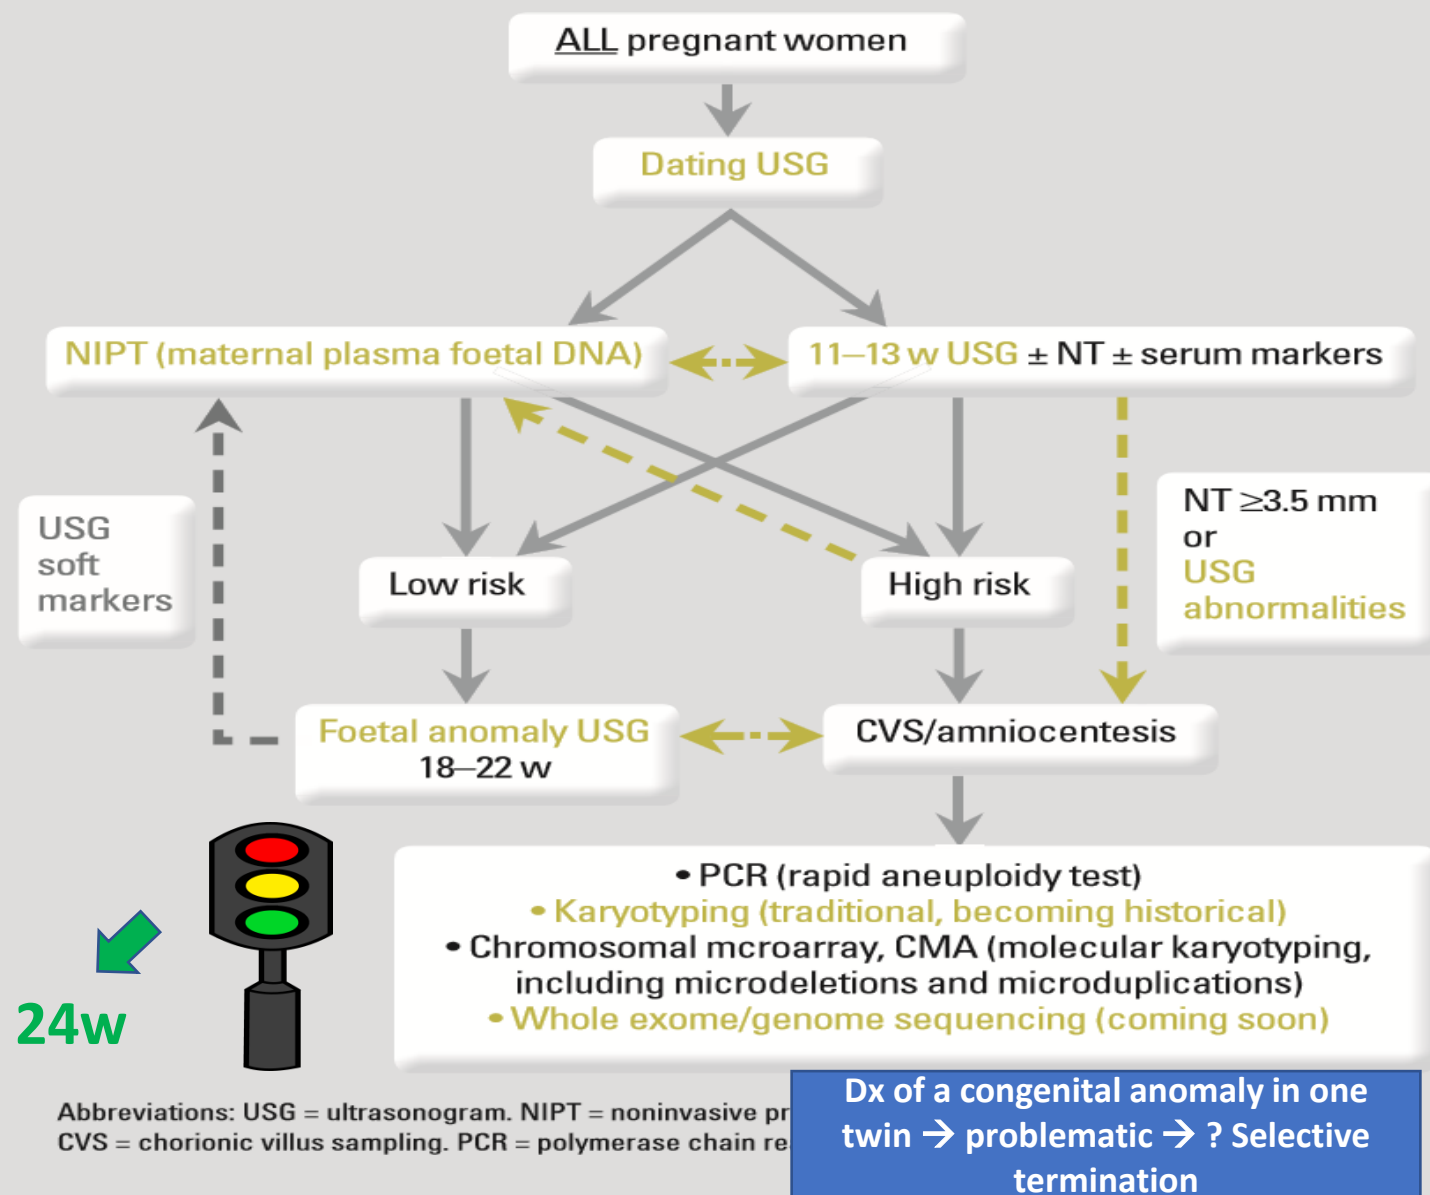 ALL pregnant women
Dating USG
NIPT (maternal plasma foetal DNA)
11–13 w USG ± NT ± serum markers
USG
soft
markers
Low risk
High risk
NT ≥3.5 mm
or
USG
abnormalities
Foetal anomaly USG
18–22 w
CVS/amniocentesis
• PCR (rapid aneuploidy test)
• Karyotyping (traditional, becoming historical)
• Chromosomal mcroarray, CMA (molecular karyotyping,
including microdeletions and microduplications)
• Whole exome/genome sequencing (coming soon)
24w
Abbreviations: USG = ultrasonogram. NIPT = noninvasive pr
CVS = chorionic villus sampling. PCR = polymerase chain re
Dx of a congenital anomaly in one
twin → problematic → ? Selective
termination